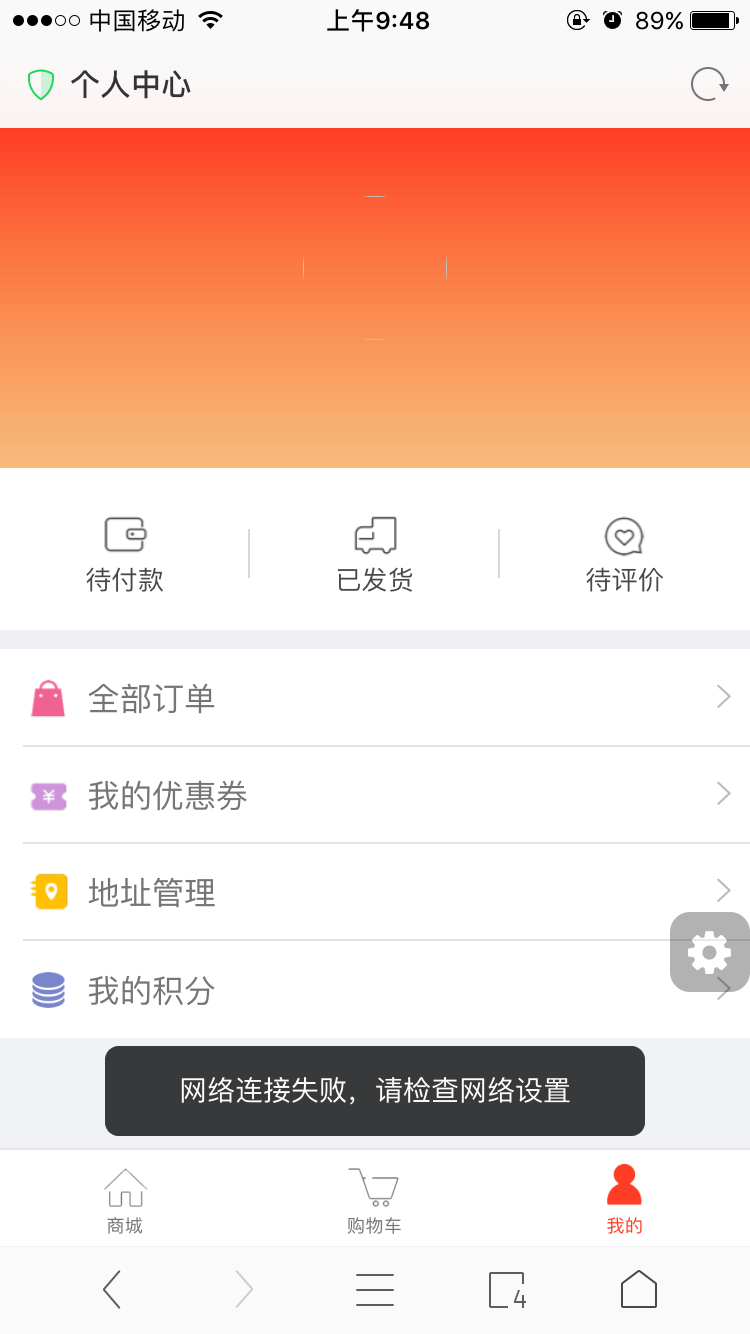 中国移动 上午9:48 89%
个人中心
待付款 已发货 待评价
全部订单
我的优惠券
地址管理
我的积分
网络连接失败，请检查网络设置
商城 购物车 我的
4